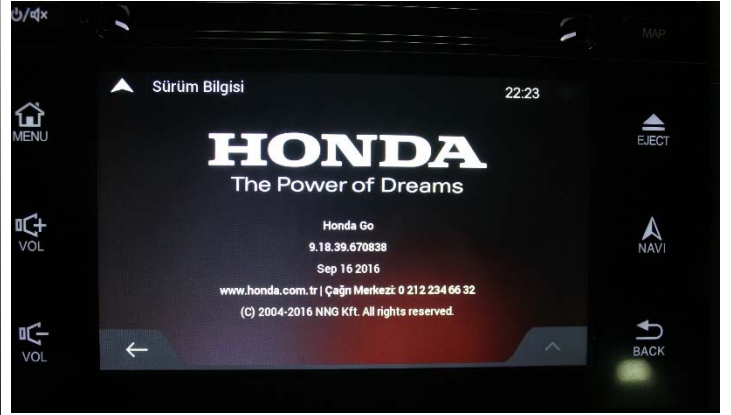 ⏻/🔇
MAP
Sürüm Bilgisi
22:23
MENU
EJECT
HONDA
The Power of Dreams
Honda Go
9.18.39.670838
Sep 16 2016
www.honda.com.tr | Çağrı Merkezi: 0 212 234 66 32
(C) 2004-2016 NNG Kft. All rights reserved.
VOL
NAVI
VOL
BACK